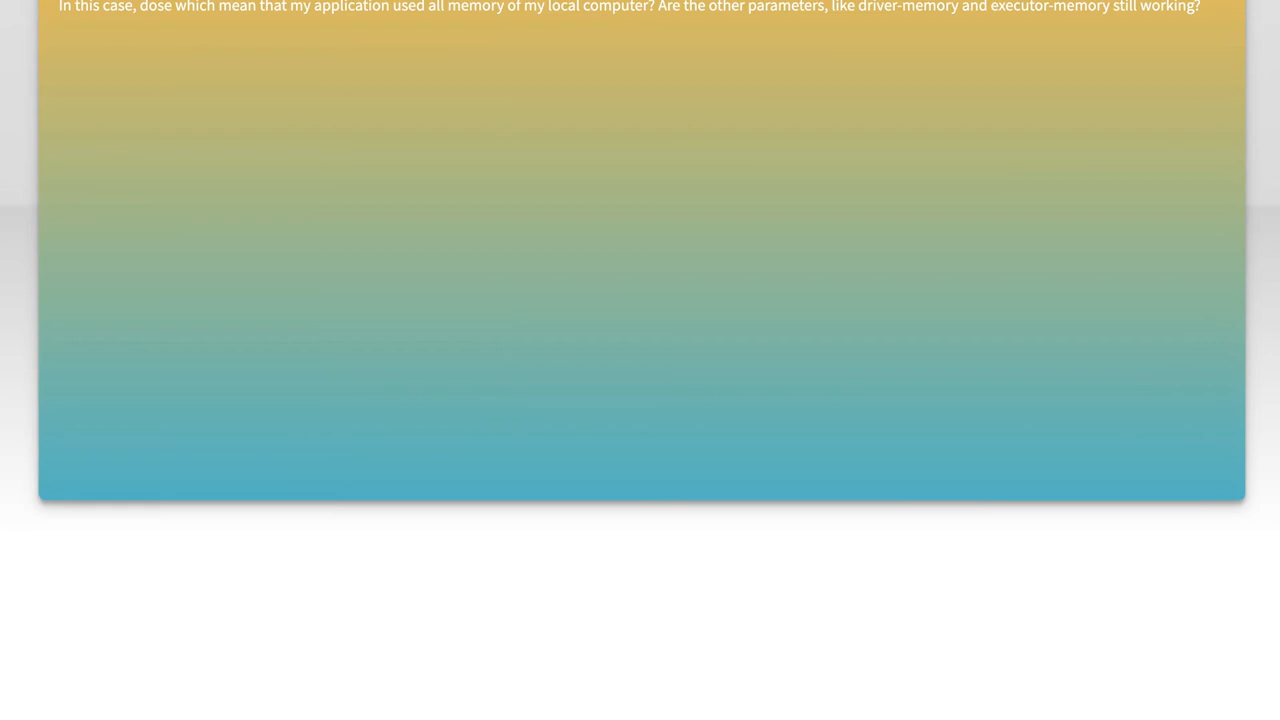 In this case, dose which mean that my application used all memory of my local computer? Are the other parameters, like driver-memory and executor-memory still working?